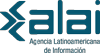 alai
Agencia Latinoamericana
de Información